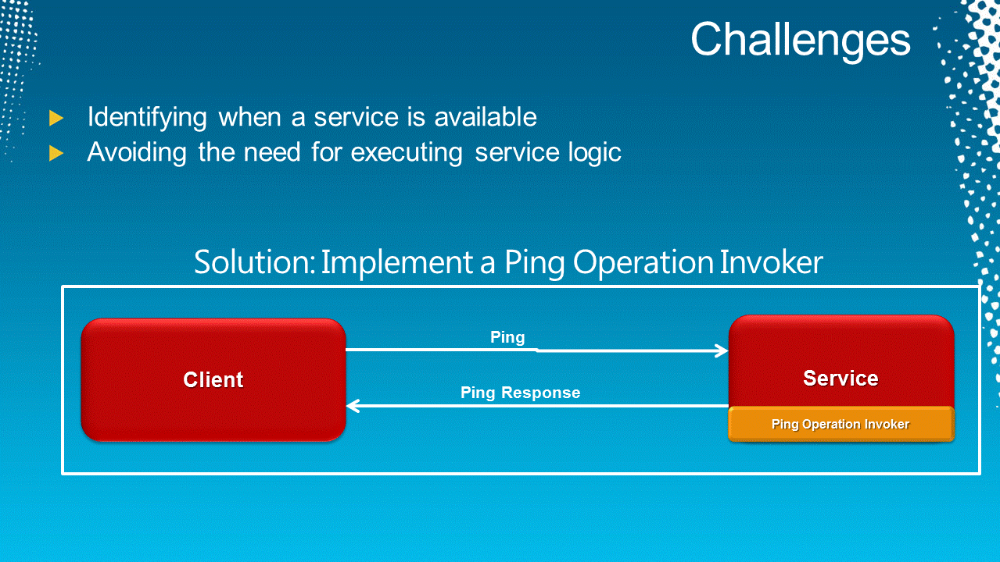 Challenges
Identifying when a service is available
Avoiding the need for executing service logic
Solution: Implement a Ping Operation Invoker
Ping
Client
Service
Ping Response
Ping Operation Invoker